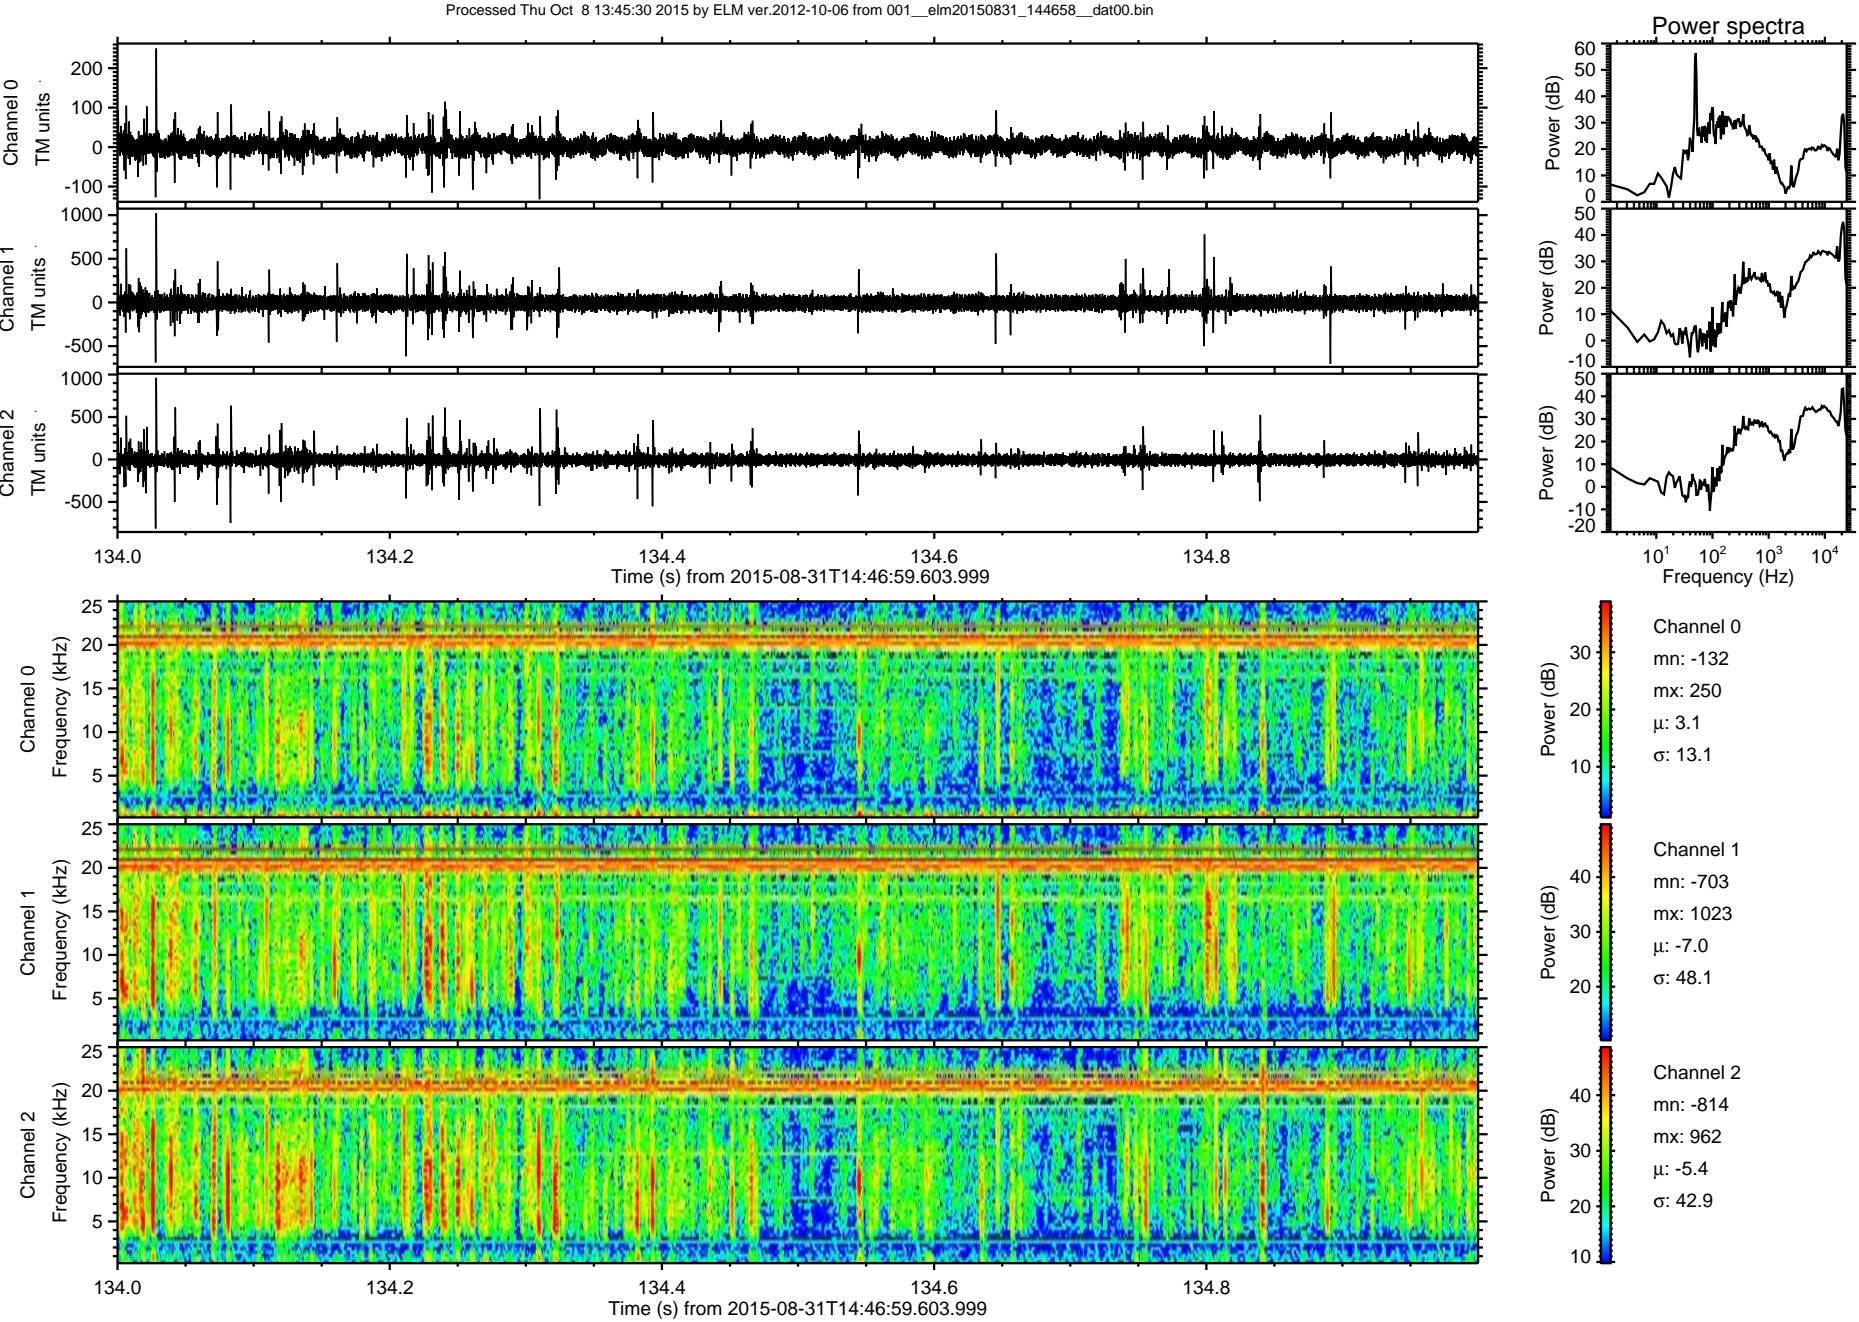 Processed Thu Oct  8 13:45:30 2015 by ELM ver.2012-10-06 from 001__elm20150831_144658__dat00.bin
Power spectra
Channel 0
TM units
200
100
0
-100
Power (dB)
60
50
40
30
20
10
0
Channel 1
TM units
1000
500
0
-500
Power (dB)
50
40
30
20
10
0
-10
Channel 2
TM units
1000
500
0
-500
Power (dB)
50
40
30
20
10
0
-10
-20
134.0 134.2 134.4 134.6 134.8
Time (s) from 2015-08-31T14:46:59.603.999
10^1 10^2 10^3 10^4
Frequency (Hz)
Channel 0
Frequency (kHz)
25
20
15
10
5
Power (dB)
30
20
10
Channel 0
mn: -132
mx: 250
μ: 3.1
σ: 13.1
Channel 1
Frequency (kHz)
25
20
15
10
5
Power (dB)
40
30
20
Channel 1
mn: -703
mx: 1023
μ: -7.0
σ: 48.1
Channel 2
Frequency (kHz)
25
20
15
10
5
Power (dB)
40
30
20
10
Channel 2
mn: -814
mx: 962
μ: -5.4
σ: 42.9
134.0 134.2 134.4 134.6 134.8
Time (s) from 2015-08-31T14:46:59.603.999